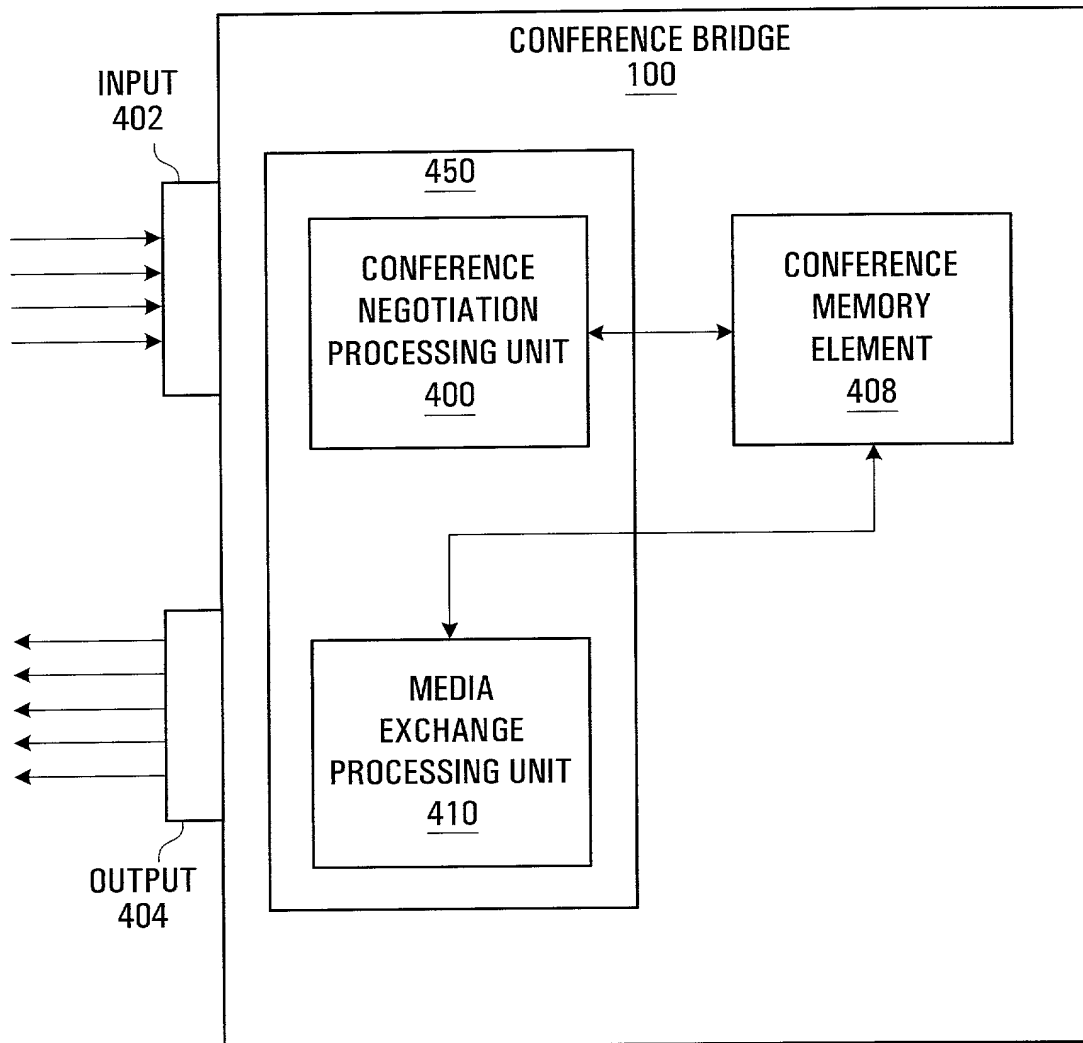 CONFERENCE BRIDGE
100
INPUT
402
450
CONFERENCE
NEGOTIATION
PROCESSING UNIT
400
CONFERENCE
MEMORY
ELEMENT
408
MEDIA
EXCHANGE
PROCESSING UNIT
410
OUTPUT
404